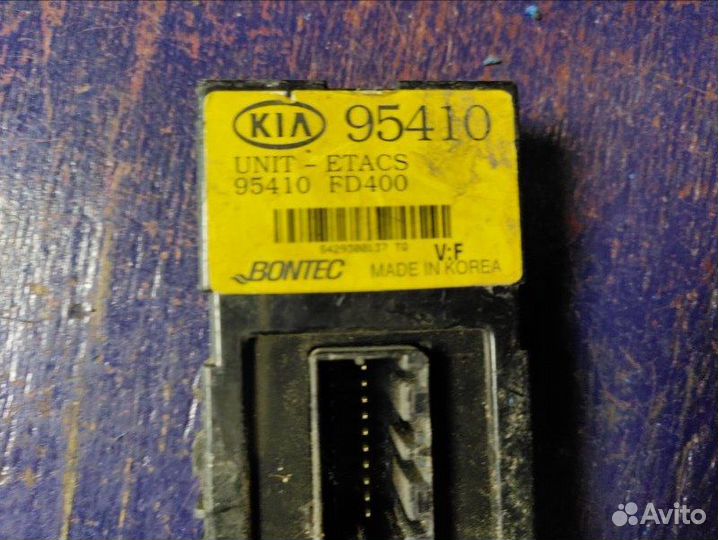 KIA 95410
UNIT - ETACS
95410 FD400
V:F
BONTEC MADE IN KOREA
Avito